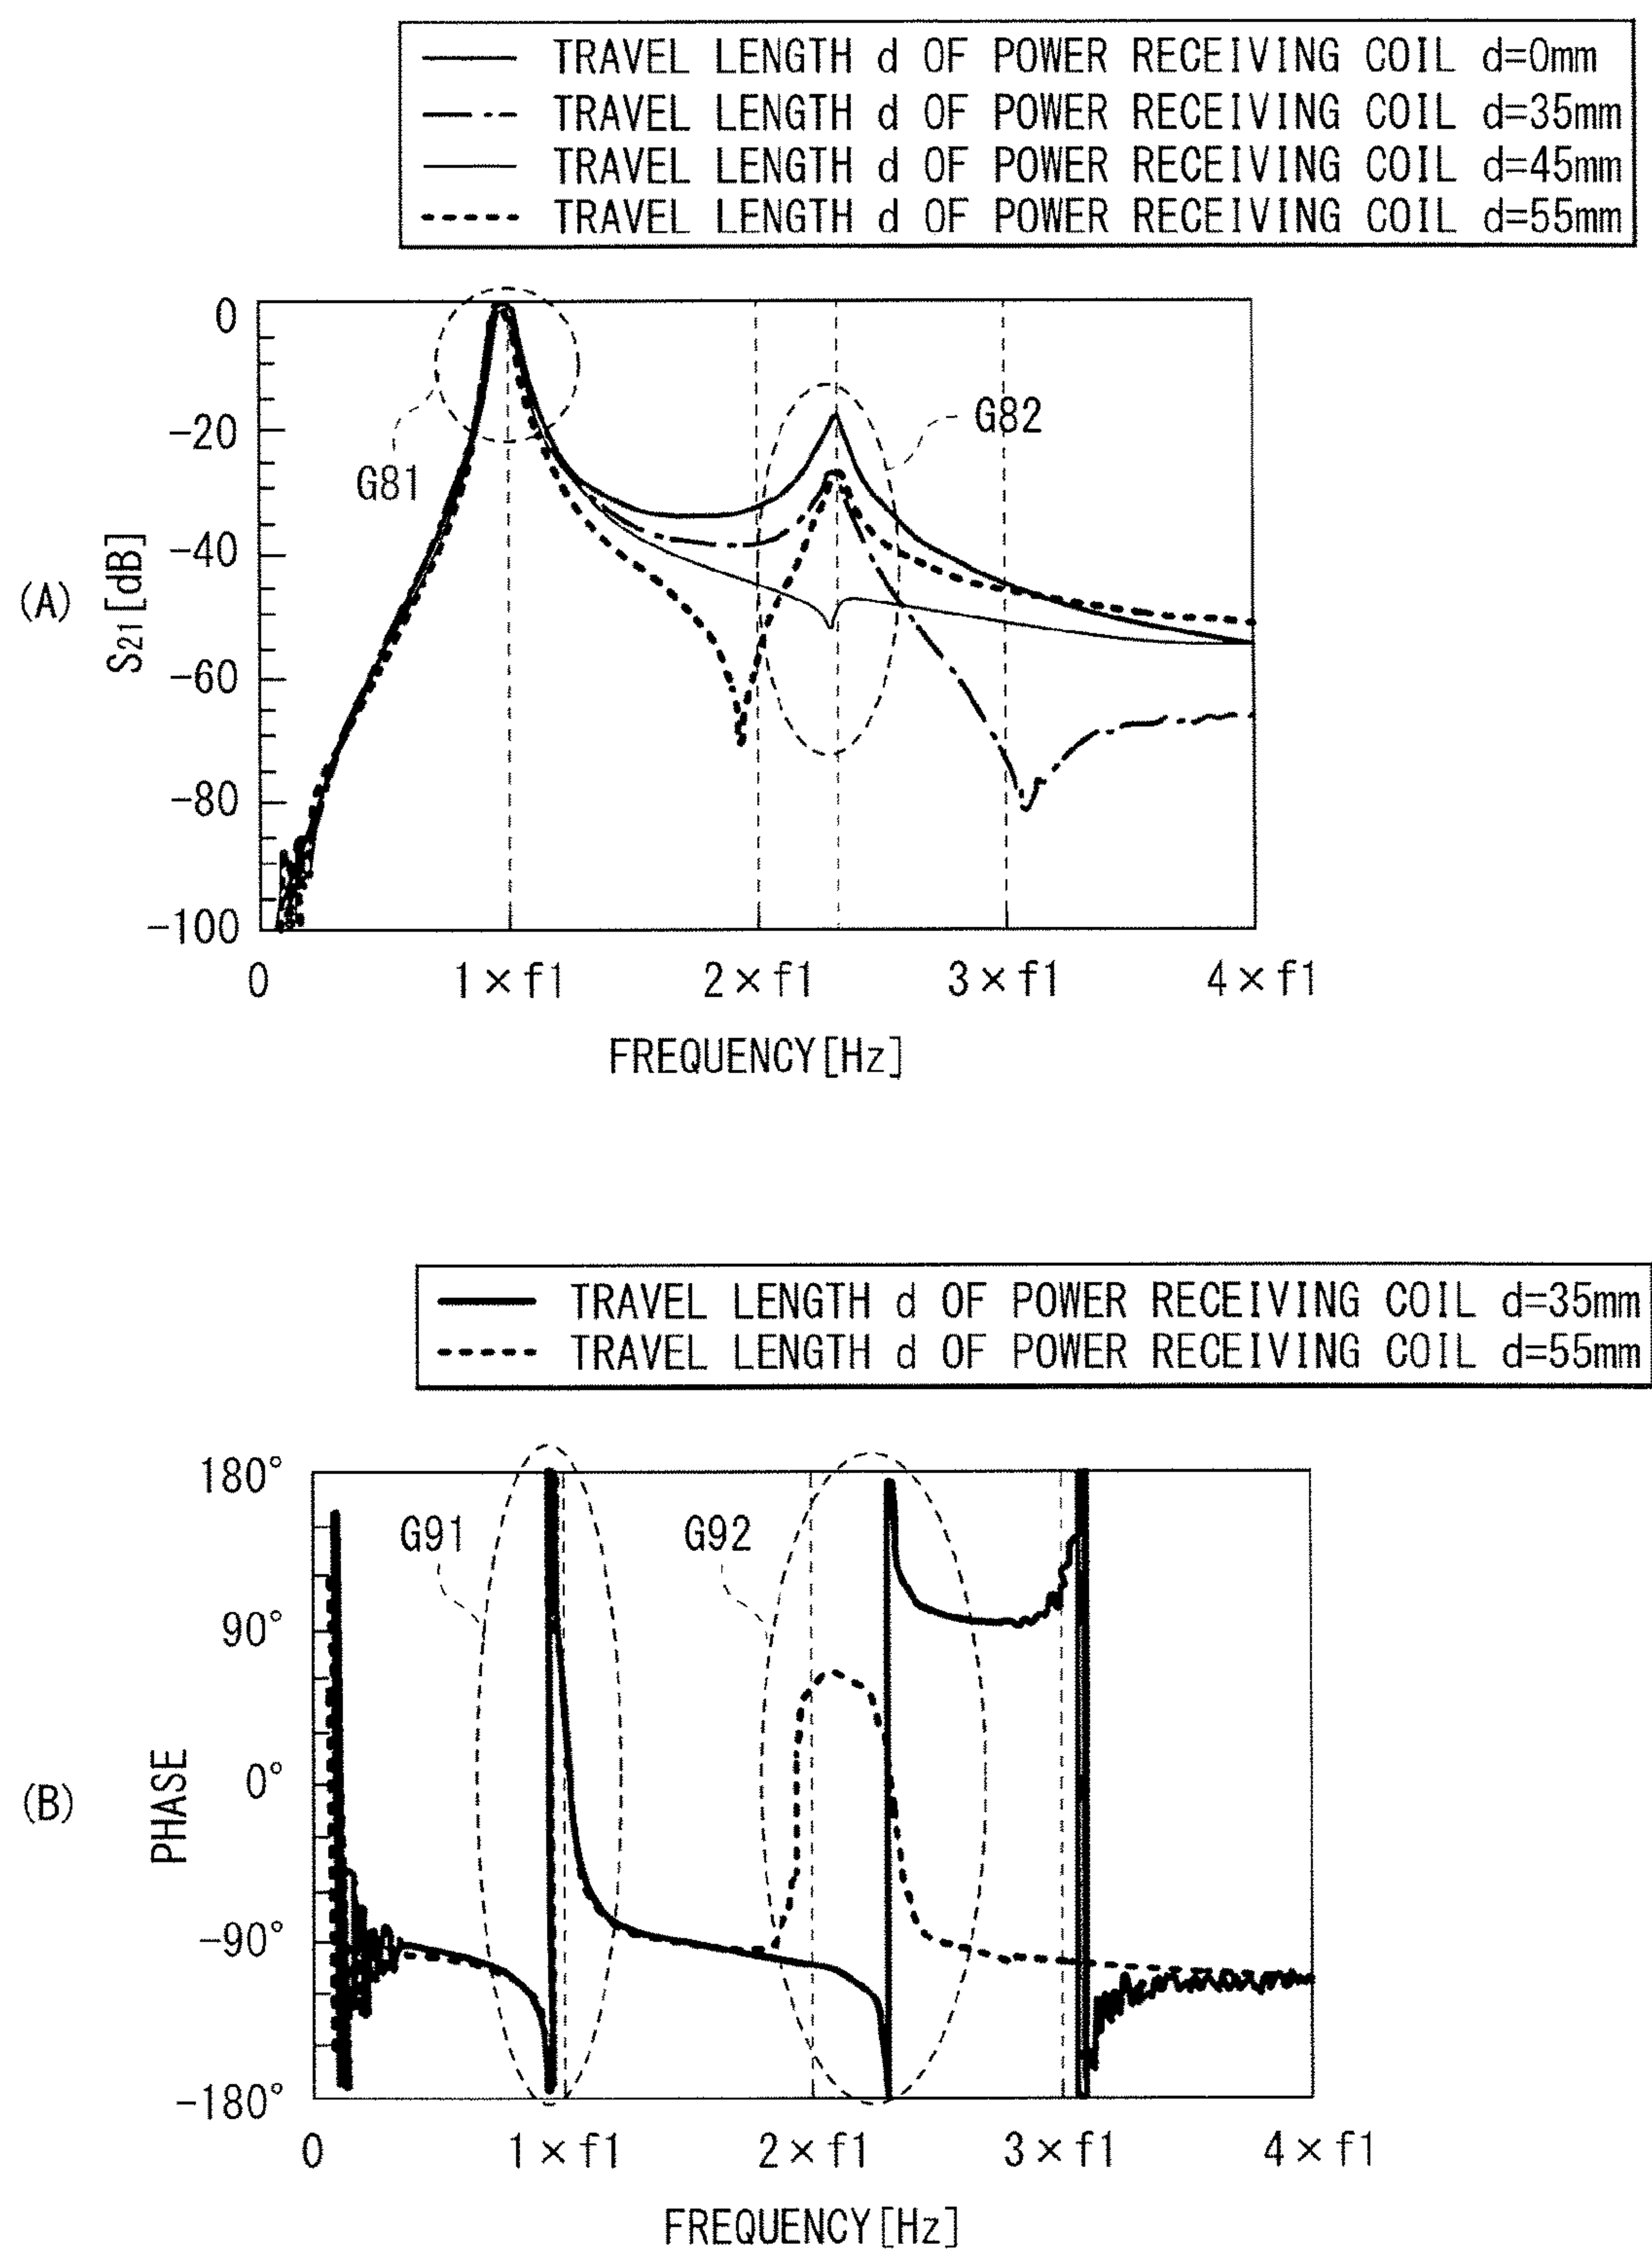 TRAVEL LENGTH d OF POWER RECEIVING COIL d=0mm
TRAVEL LENGTH d OF POWER RECEIVING COIL d=35mm
TRAVEL LENGTH d OF POWER RECEIVING COIL d=45mm
TRAVEL LENGTH d OF POWER RECEIVING COIL d=55mm
(A)
S21[dB]
0
-20
-40
-60
-80
-100
G81
G82
0
1×f1
2×f1
3×f1
4×f1
FREQUENCY[Hz]
TRAVEL LENGTH d OF POWER RECEIVING COIL d=35mm
TRAVEL LENGTH d OF POWER RECEIVING COIL d=55mm
(B)
PHASE
180°
90°
0°
-90°
-180°
G91
G92
0
1×f1
2×f1
3×f1
4×f1
FREQUENCY[Hz]